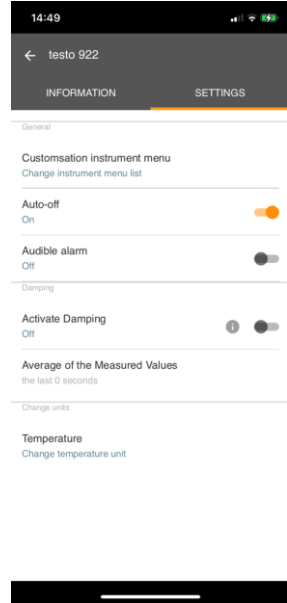 14:49
testo 922
INFORMATION
SETTINGS
General
Customsation instrument menu
Change instrument menu list
Auto-off
On
Audible alarm
Off
Damping
Activate Damping
Off
Average of the Measured Values
the last 0 seconds
Change units
Temperature
Change temperature unit